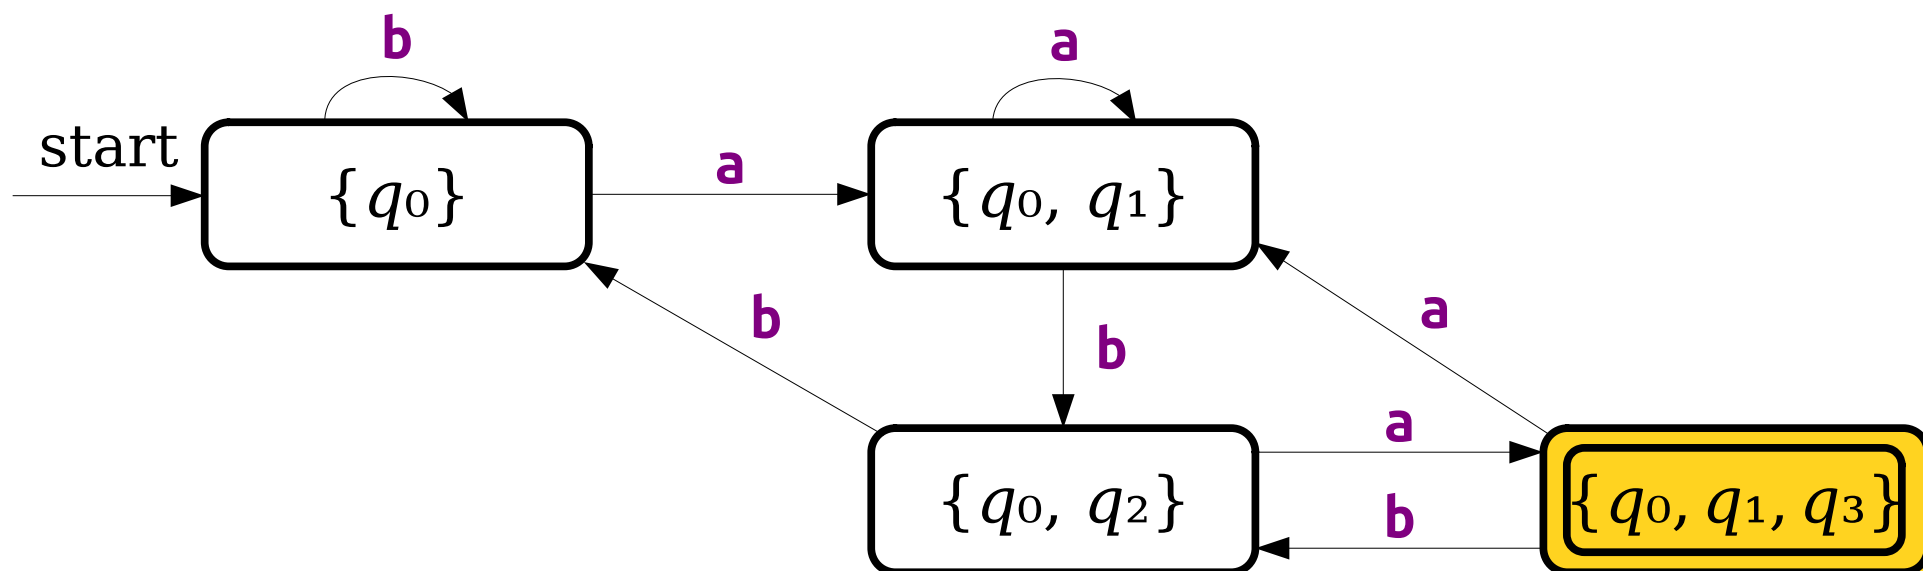 b
a
start
{q₀}
a
{q₀, q₁}
b
b
a
a
{q₀, q₂}
b
{q₀, q₁, q₃}